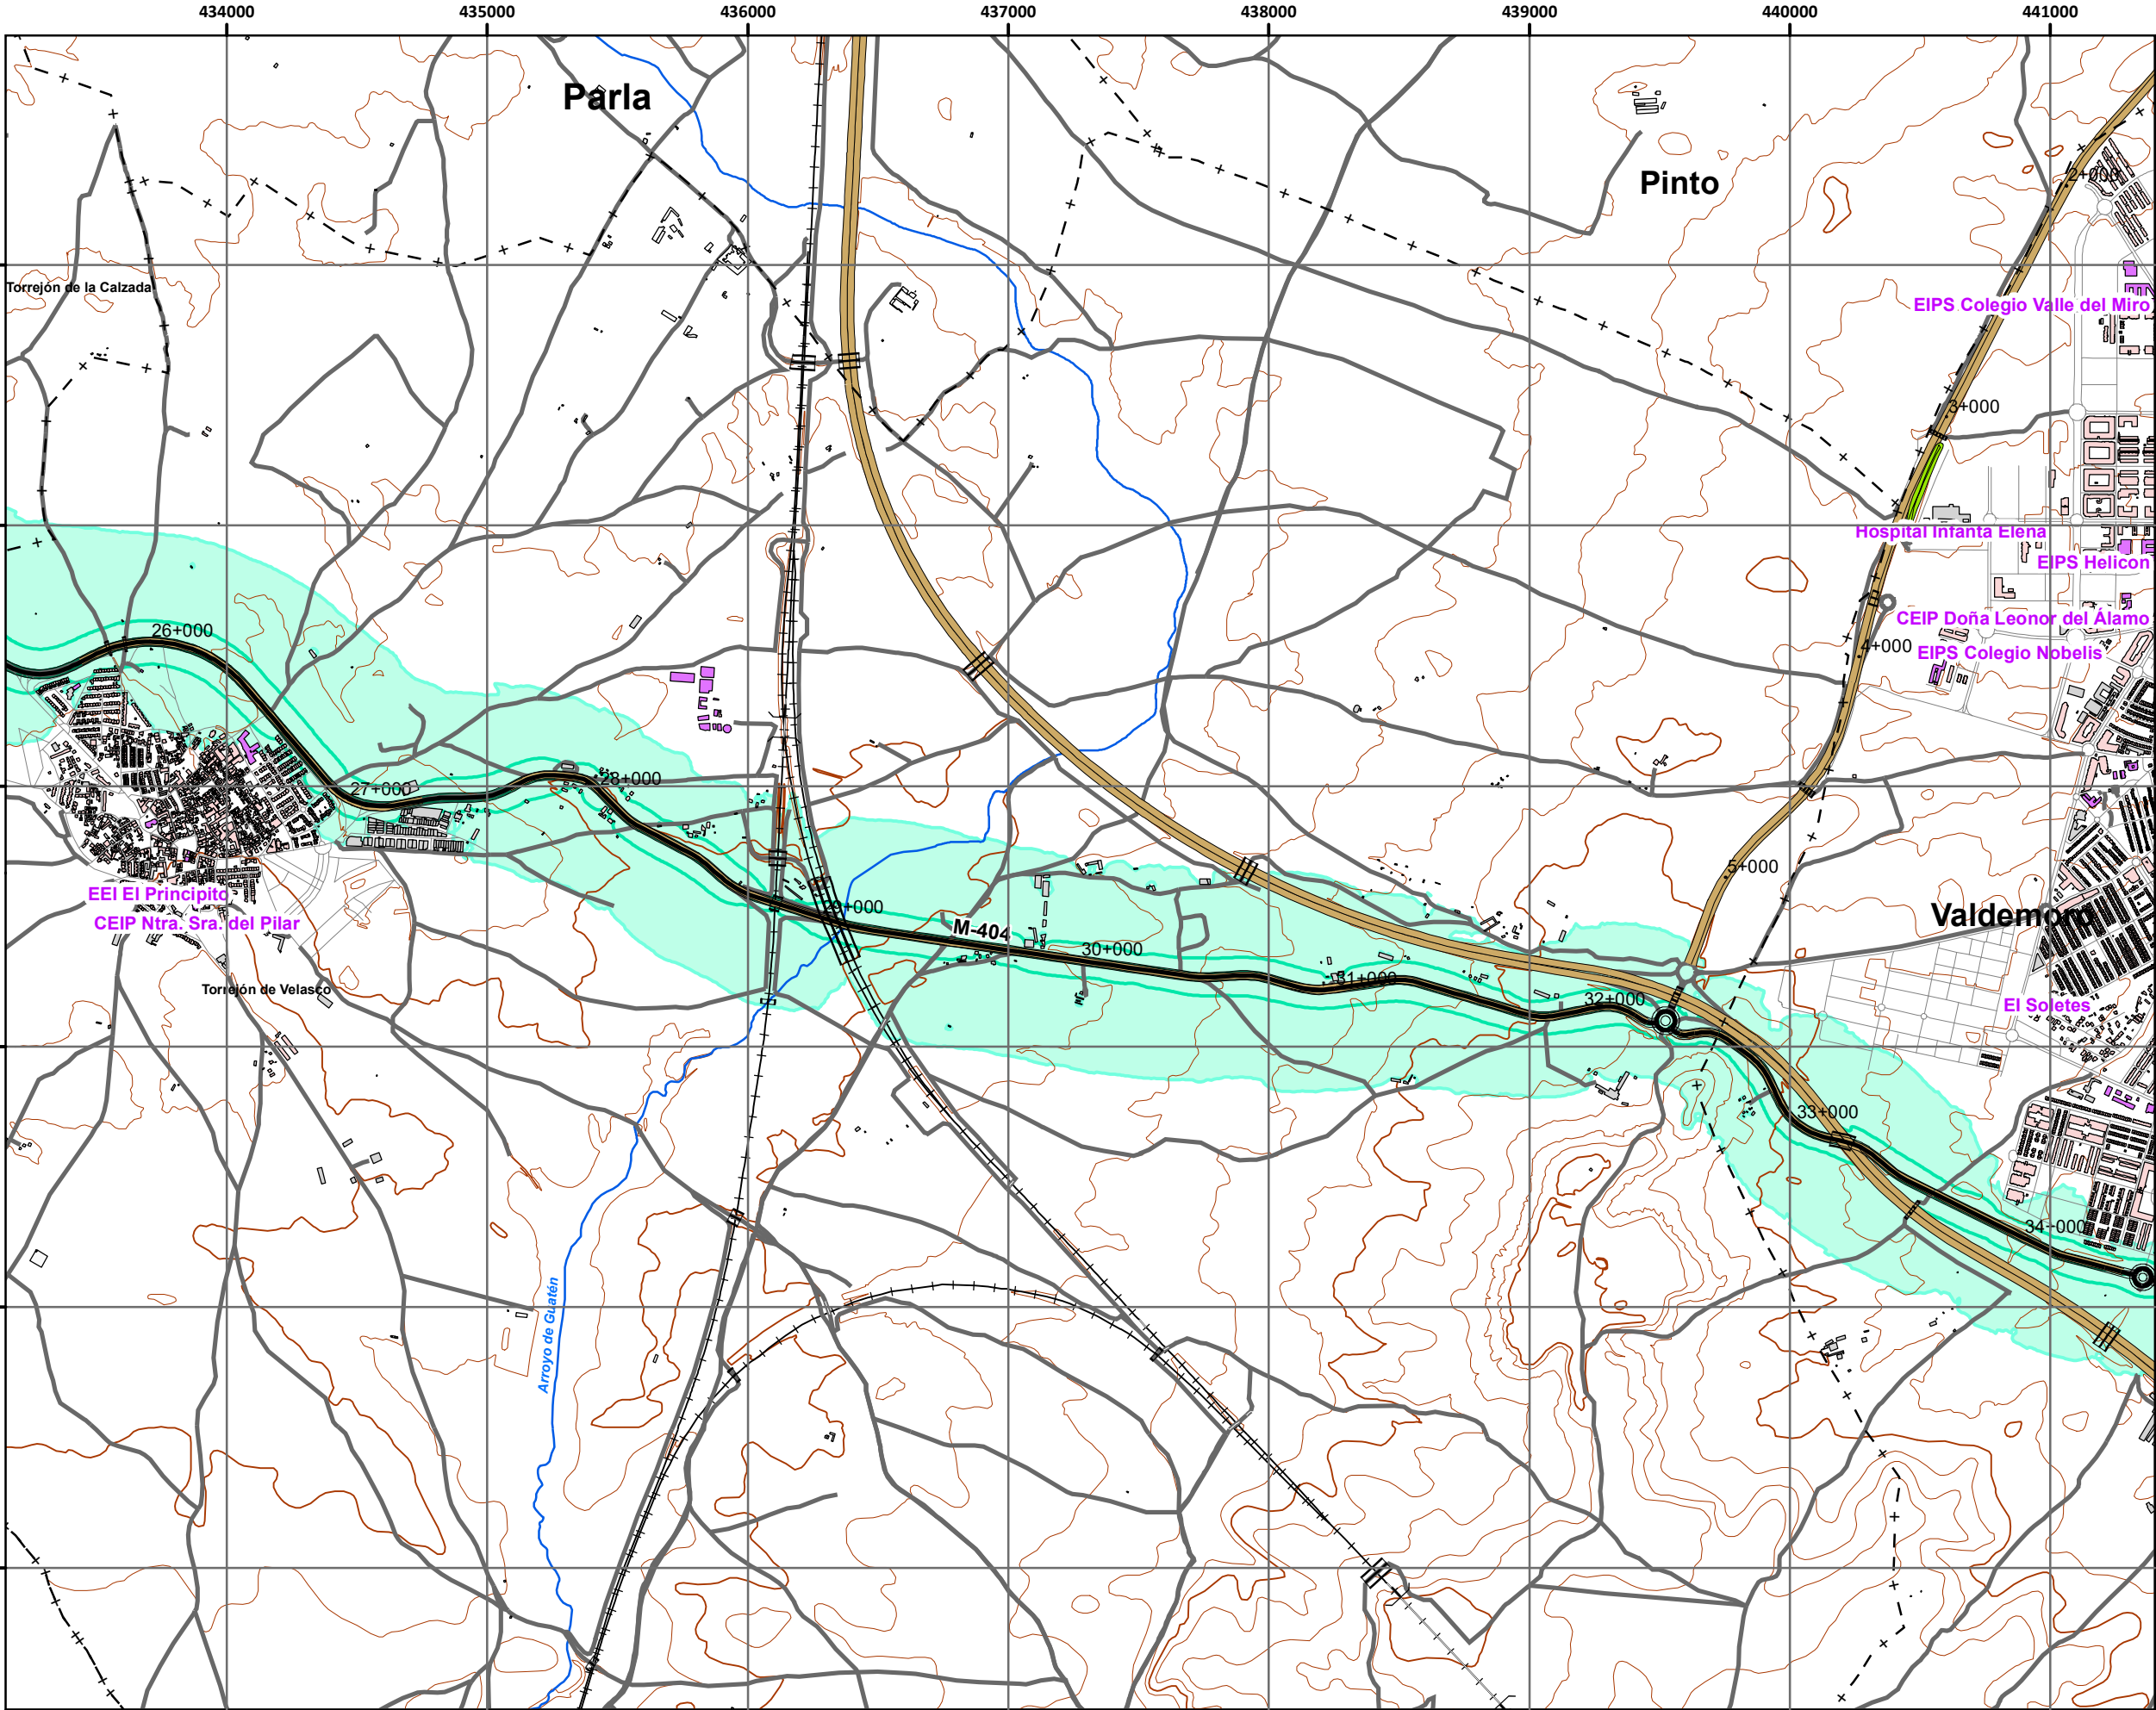 434000 435000 436000 437000 438000 439000 440000 441000
Parla
2+000
Pinto
Torrejón de la Calzada
EIPS Colegio Valle del Miro
3+000
Hospital Infanta Elena
EIPS Helicon
CEIP Doña Leonor del Álamo
26+000
4+000
EIPS Colegio Nobelis
28+000
27+000
5+000
EEI El Principito
29+000
Valdemoro
CEIP Ntra. Sra. del Pilar
M-404
30+000
31+000
Torrejón de Velasco
32+000
EI Soletes
33+000
34+000
Arroyo de Guatén